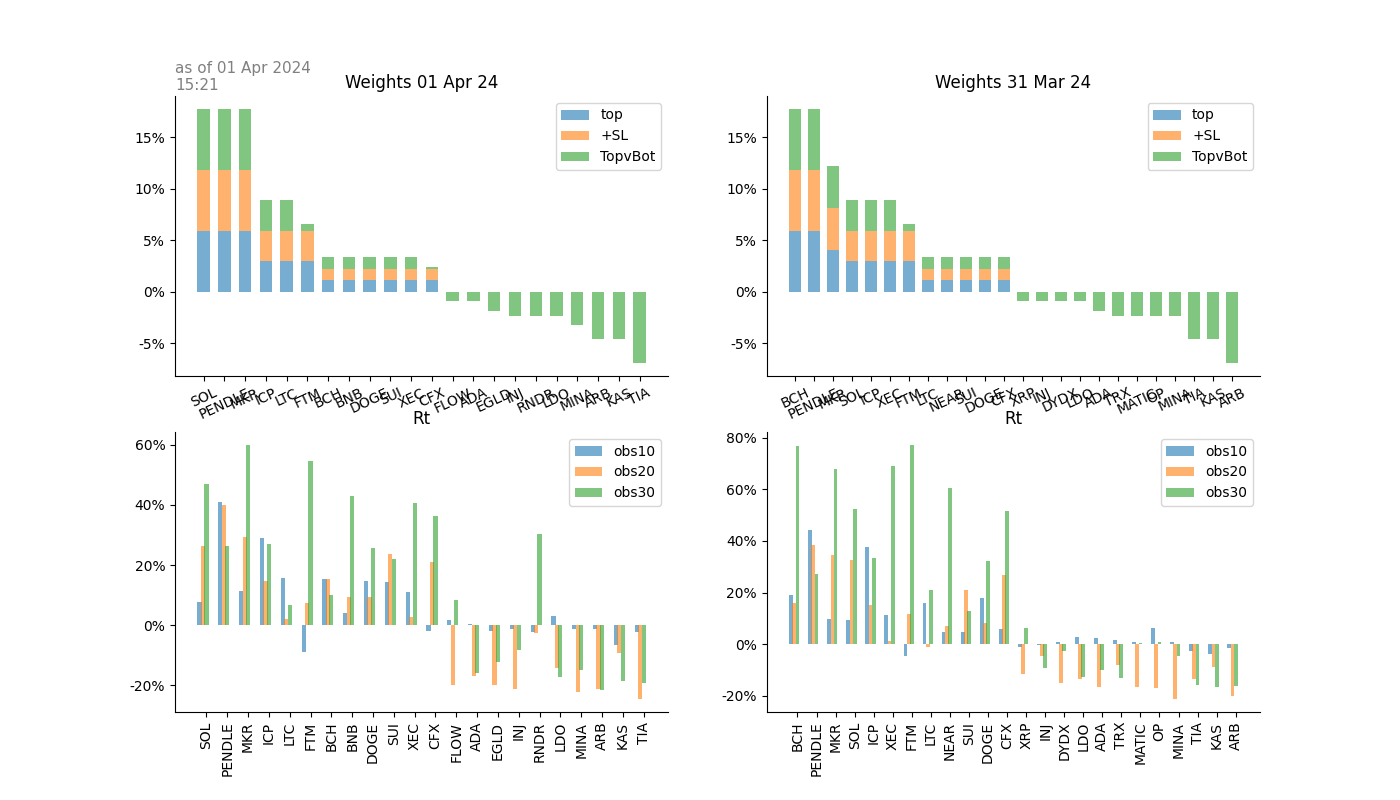 as of 01 Apr 2024
15:21
Weights 01 Apr 24
top
+SL
TopvBot
15%
10%
5%
0%
-5%
SOL PENDLE MKR ICP LTC FTM BCH BNB DOGE SUI XEC CFX FLOW ADA EGLD INJ RNDR LDO MINA ARB KAS TIA
Weights 31 Mar 24
top
+SL
TopvBot
15%
10%
5%
0%
-5%
BCH PENDLE MKR SOL ICP XEC FTM LTC NEAR SUI DOGE CFX XRP INJ DYDX LDO ADA TRX MATIC OP MINA TIA KAS ARB
Rt
obs10
obs20
obs30
60%
40%
20%
0%
-20%
SOL PENDLE MKR ICP LTC FTM BCH BNB DOGE SUI XEC CFX FLOW ADA EGLD INJ RNDR LDO MINA ARB KAS TIA
Rt
obs10
obs20
obs30
80%
60%
40%
20%
0%
-20%
BCH PENDLE MKR SOL ICP XEC FTM LTC NEAR SUI DOGE CFX XRP INJ DYDX LDO ADA TRX MATIC OP MINA TIA KAS ARB